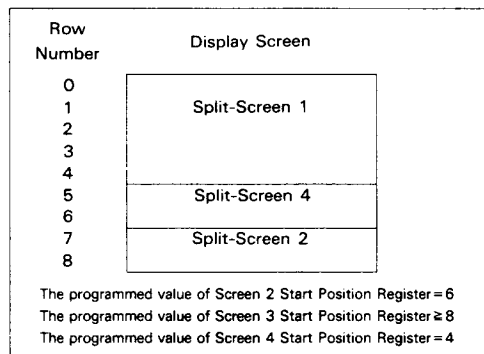 Row
Number
Display Screen
0
1 Split-Screen 1
2
3
4
5 Split-Screen 4
6
7 Split-Screen 2
8
The programmed value of Screen 2 Start Position Register=6
The programmed value of Screen 3 Start Position Register≧8
The programmed value of Screen 4 Start Position Register=4